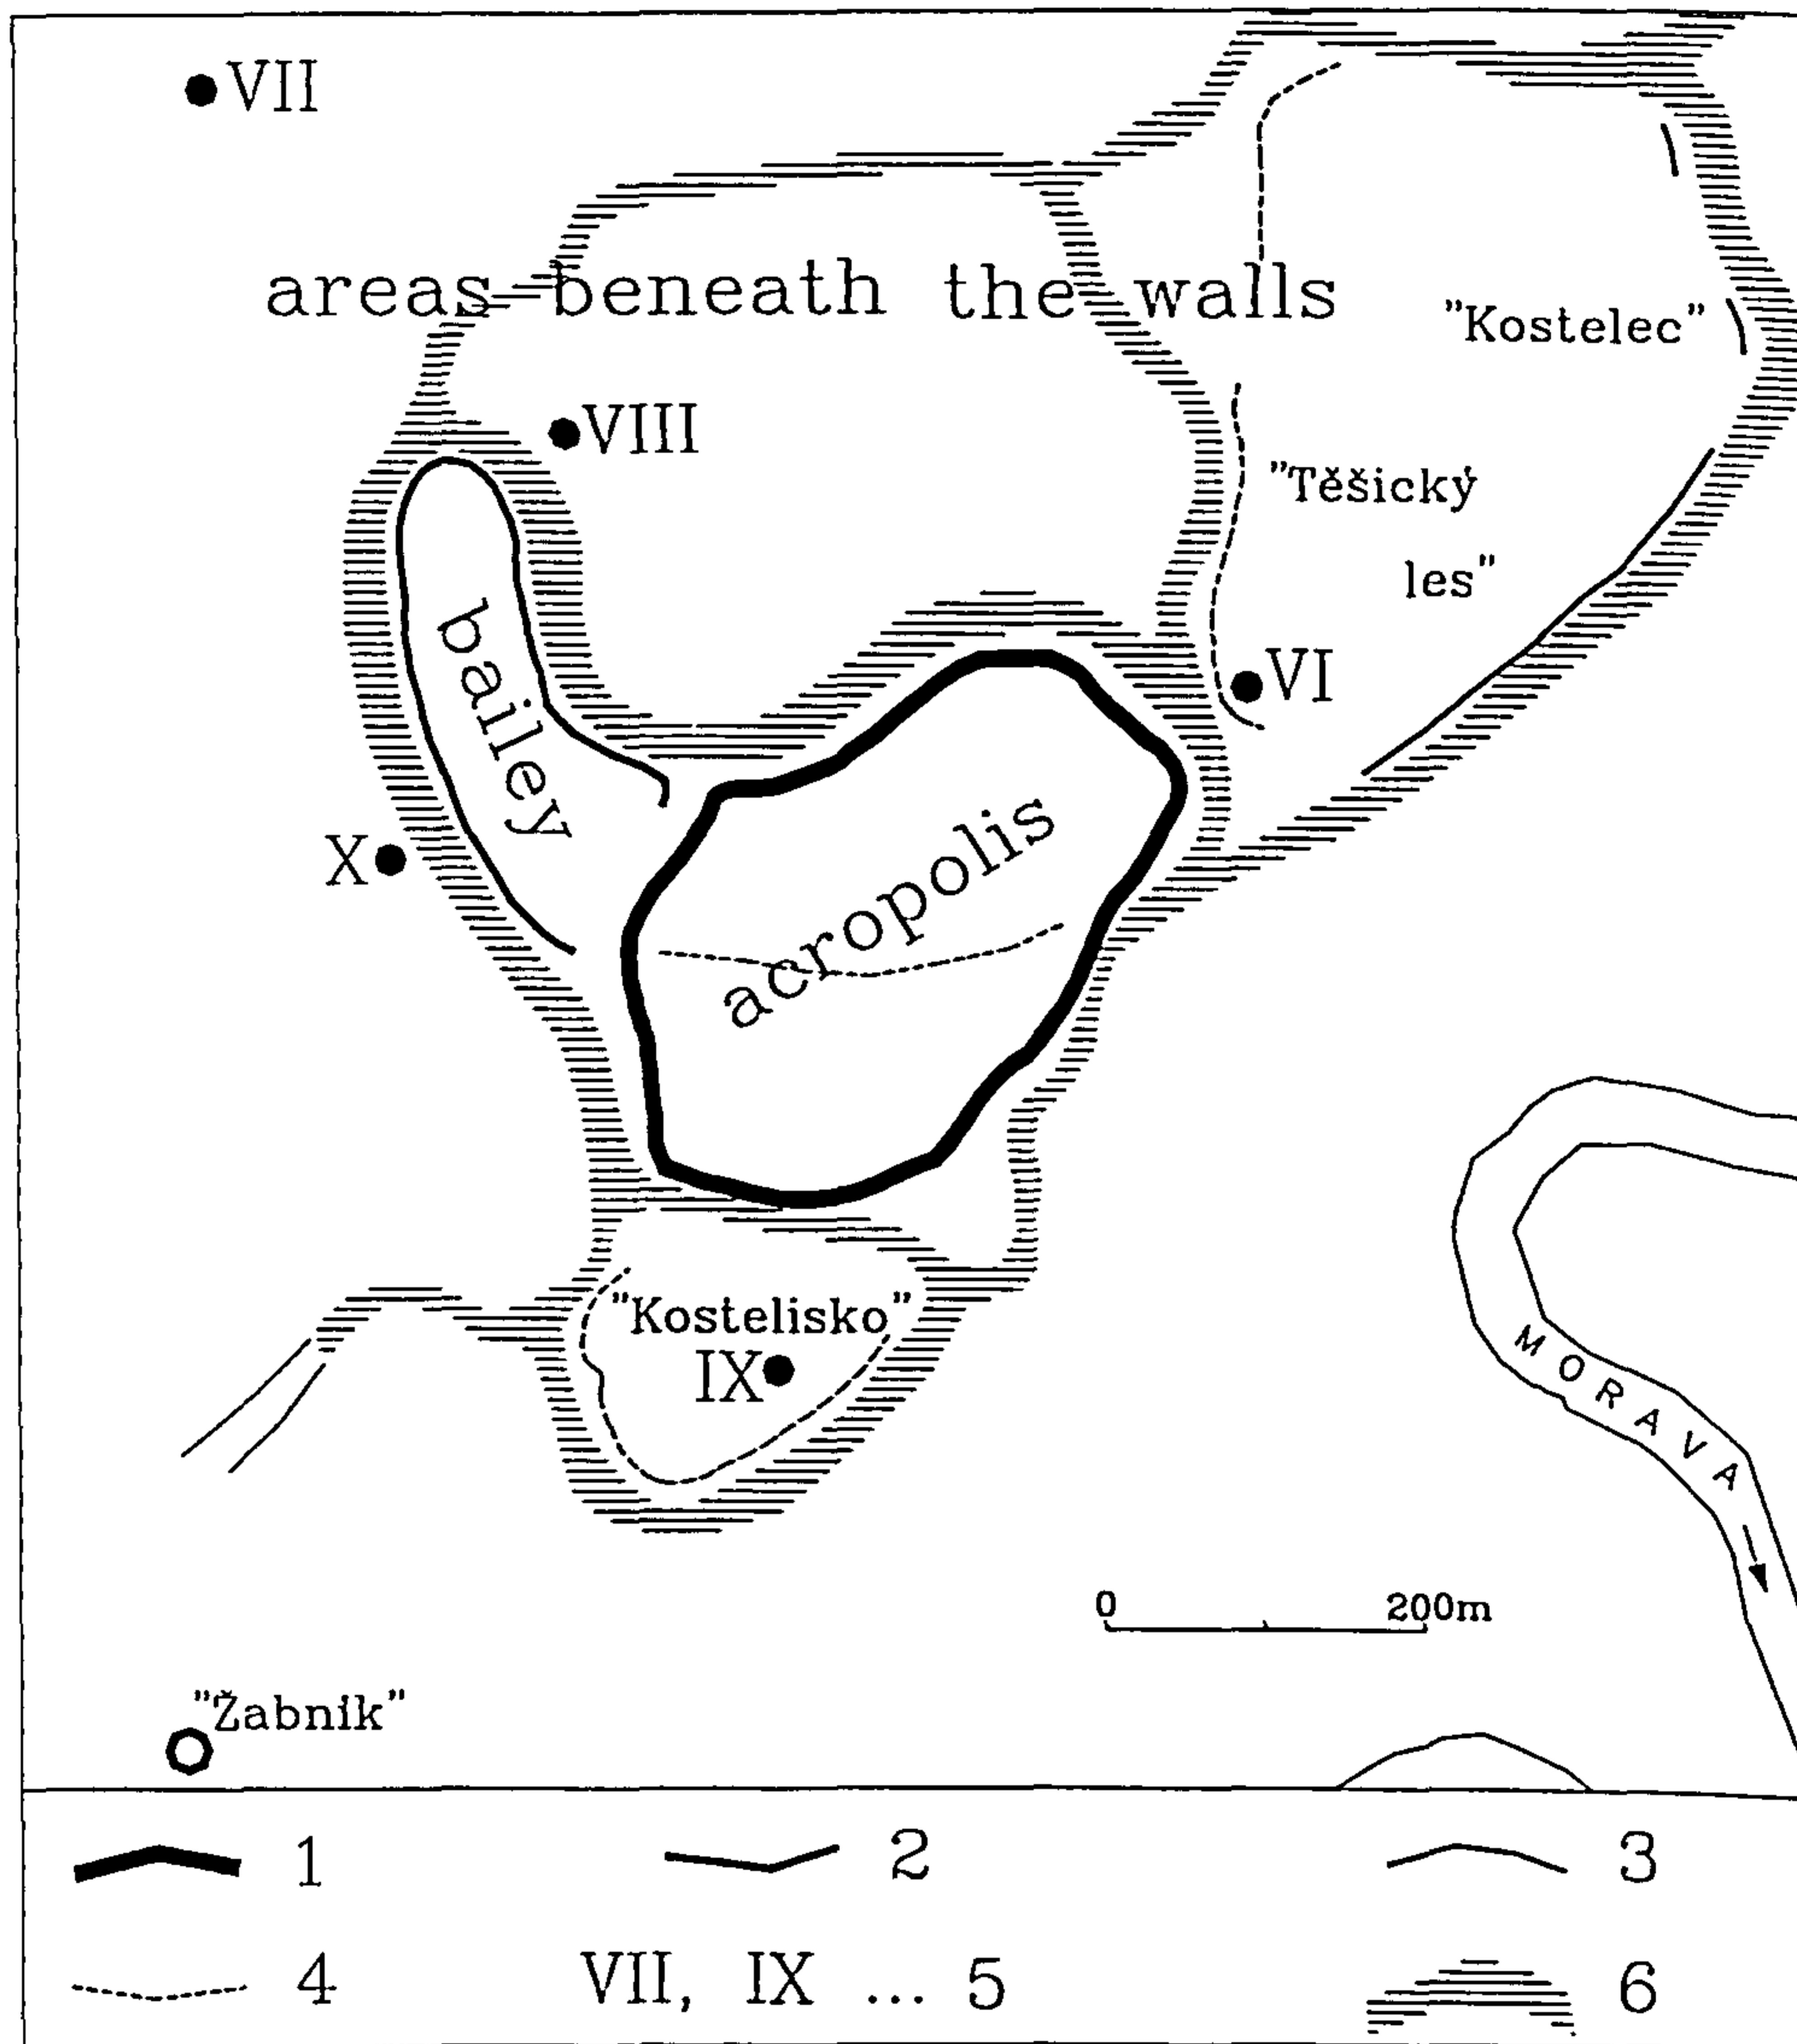 VII
areas beneath the walls
"Kostelec"
VIII
"Těšický
les"
bailey
VI
acropolis
X
"Kostelisko"
IX
MORAVA
0 200m
"Žabník"
1 2 3
4 VII, IX ... 5 6